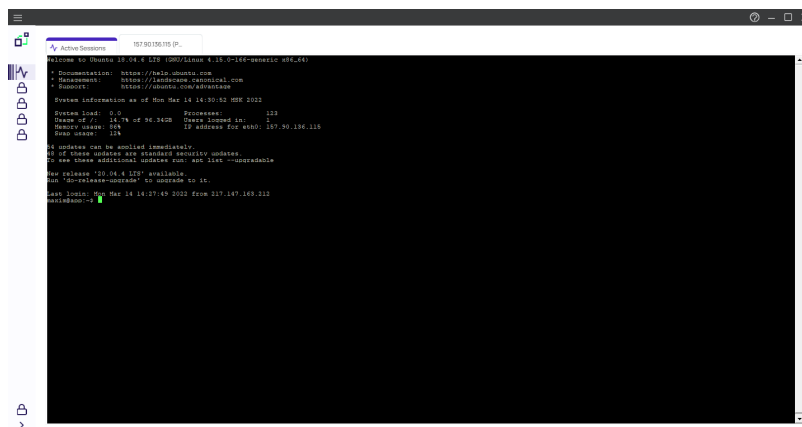 Active Sessions
157.90.136.115 (P...
Welcome to Ubuntu 18.04.6 LTS (GNU/Linux 4.15.0-166-generic x86_64)
* Documentation: https://help.ubuntu.com
* Management: https://landscape.canonical.com
* Support: https://ubuntu.com/advantage
System information as of Mon Mar 14 14:30:52 MSK 2022
System load: 0.0 Processes: 123
Usage of /: 14.7% of 96.34GB Users logged in: 1
Memory usage: 86% IP address for eth0: 157.90.136.115
Swap usage: 12%
54 updates can be applied immediately.
48 of these updates are standard security updates.
To see these additional updates run: apt list --upgradable
New release '20.04.4 LTS' available.
Run 'do-release-upgrade' to upgrade to it.
Last login: Mon Mar 14 14:27:49 2022 from 217.147.163.212
maxim@app:~$